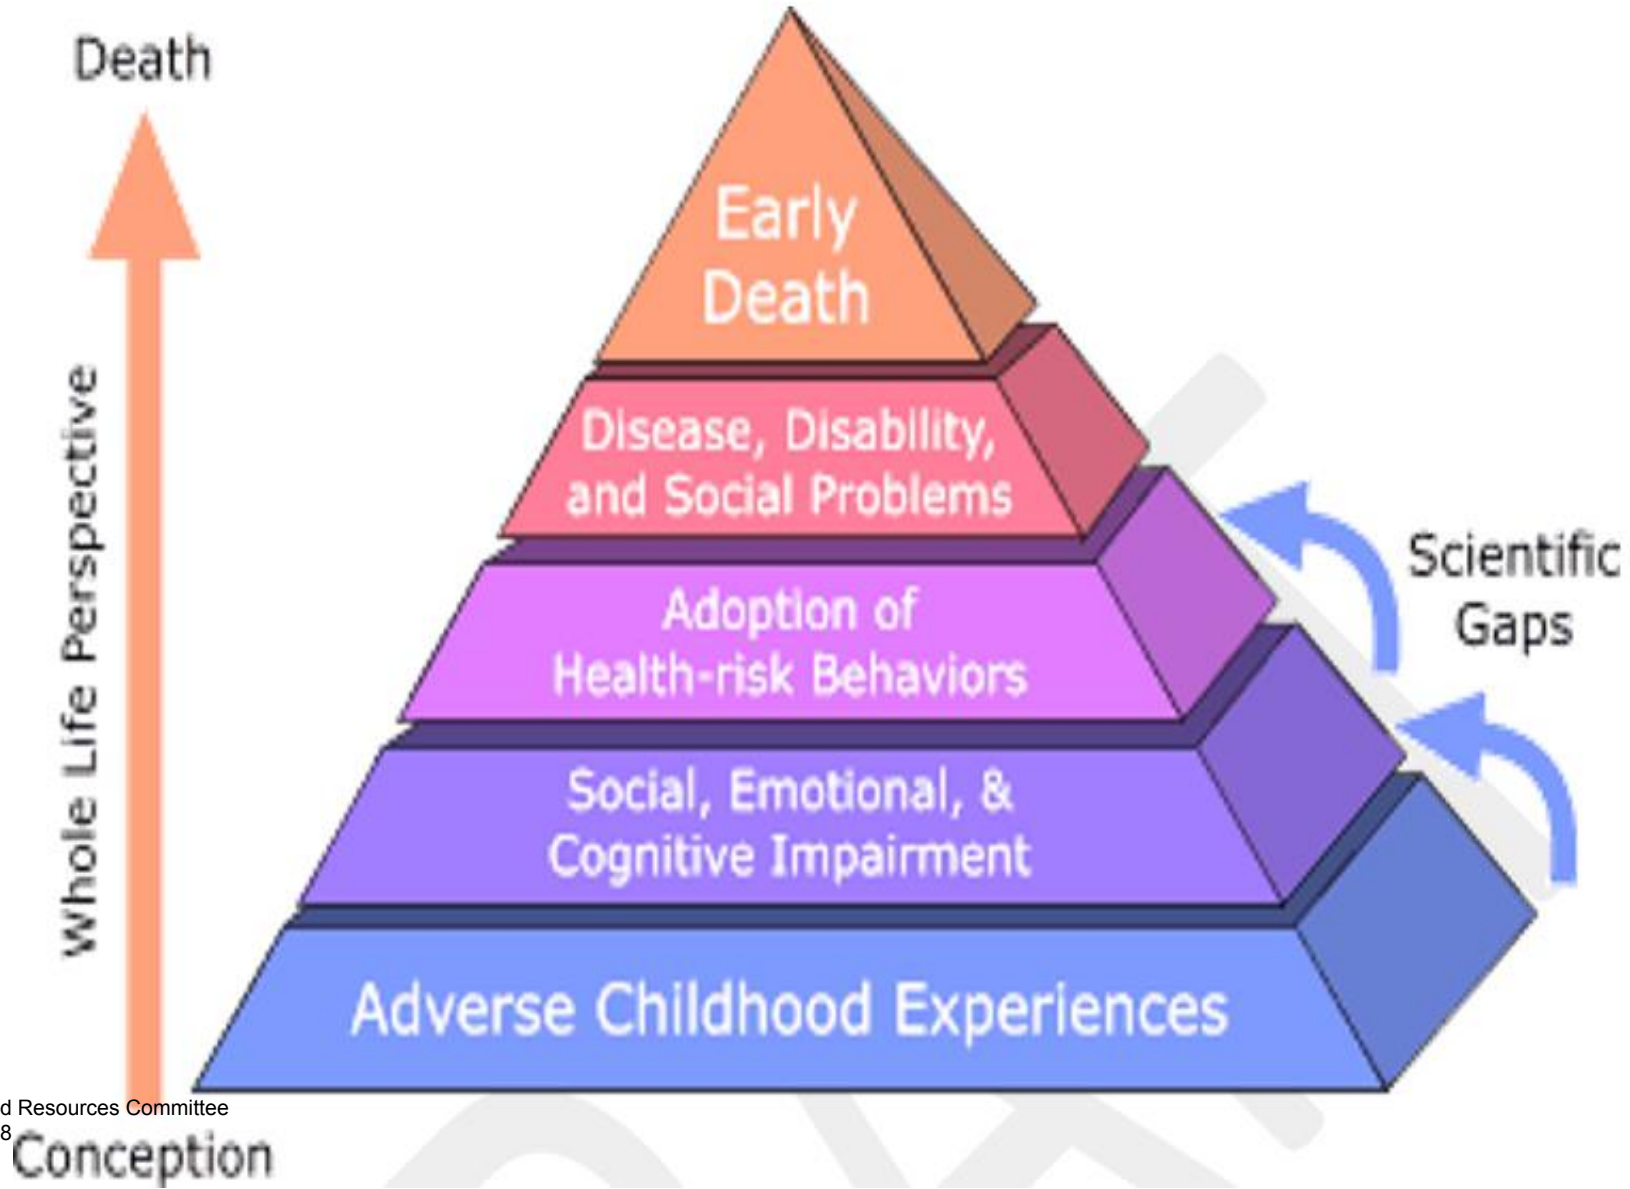 Death
Early
Death
Disease, Disability,
and Social Problems
Adoption of
Health-risk Behaviors
Social, Emotional, &
Cognitive Impairment
Adverse Childhood Experiences
Whole Life Perspective
Scientific
Gaps
d Resources Committee
8
Conception